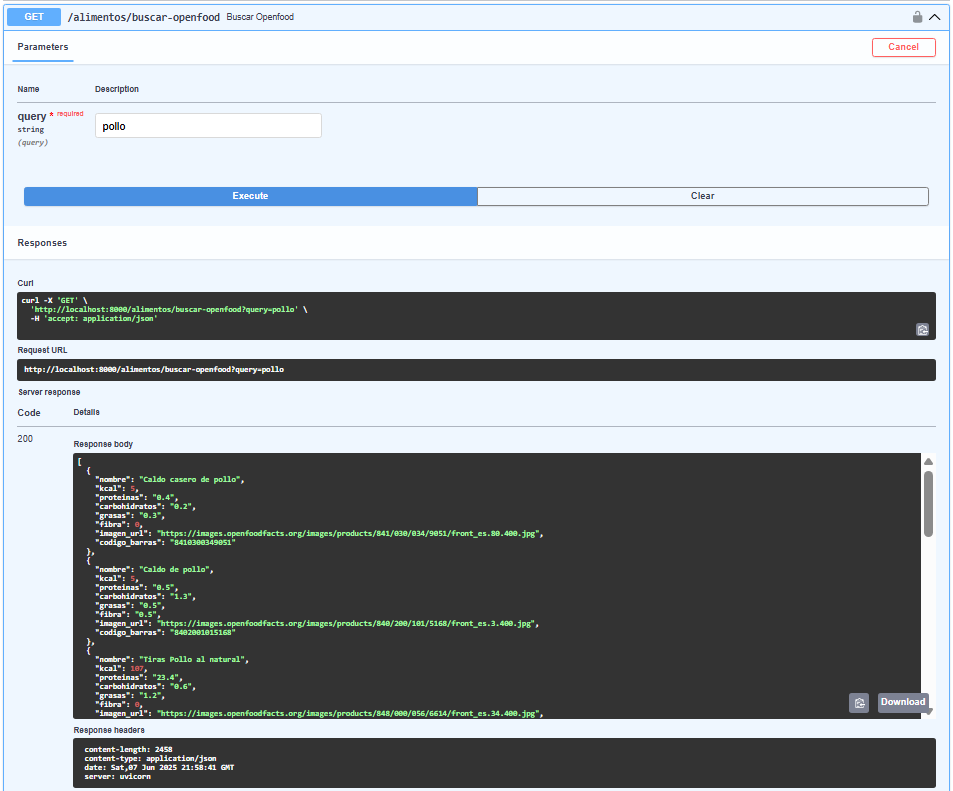 GET /alimentos/buscar-openfood Buscar Openfood
Parameters
Cancel
Name Description
query * required
string
(query)
pollo
Execute Clear
Responses
Curl
curl -X 'GET' \
'http://localhost:8000/alimentos/buscar-openfood?query=pollo' \
-H 'accept: application/json'
Request URL
http://localhost:8000/alimentos/buscar-openfood?query=pollo
Server response
Code Details
200
Response body
[
{
"nombre": "Caldo casero de pollo",
"kcal": 5,
"proteinas": "0.4",
"carbohidratos": "0.2",
"grasas": "0.3",
"fibra": 0,
"imagen_url": "https://images.openfoodfacts.org/images/products/841/030/034/9051/front_es.80.400.jpg",
"codigo_barras": "8410300349051"
},
{
"nombre": "Caldo de pollo",
"kcal": 5,
"proteinas": "0.5",
"carbohidratos": "1.3",
"grasas": "0.5",
"fibra": "0.5",
"imagen_url": "https://images.openfoodfacts.org/images/products/840/200/101/5168/front_es.3.400.jpg",
"codigo_barras": "8402001015168"
},
{
"nombre": "Tiras Pollo al natural",
"kcal": 107,
"proteinas": "23.4",
"carbohidratos": "0.6",
"grasas": "1.2",
"fibra": 0,
"imagen_url": "https://images.openfoodfacts.org/images/products/848/000/056/6614/front_es.34.400.jpg",
Download
Response headers
content-length: 2458
content-type: application/json
date: Sat,07 Jun 2025 21:58:41 GMT
server: uvicorn